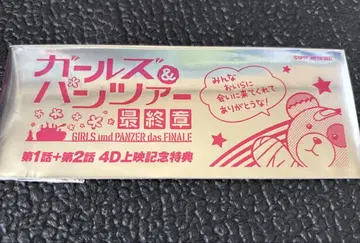 ガールズ&
パンツァー
最終章
GIRLS und PANZER das FINALE
第1話+第2話 4D上映記念特典
みんな
おいらに
会いに来てくれて
ありがとうな!